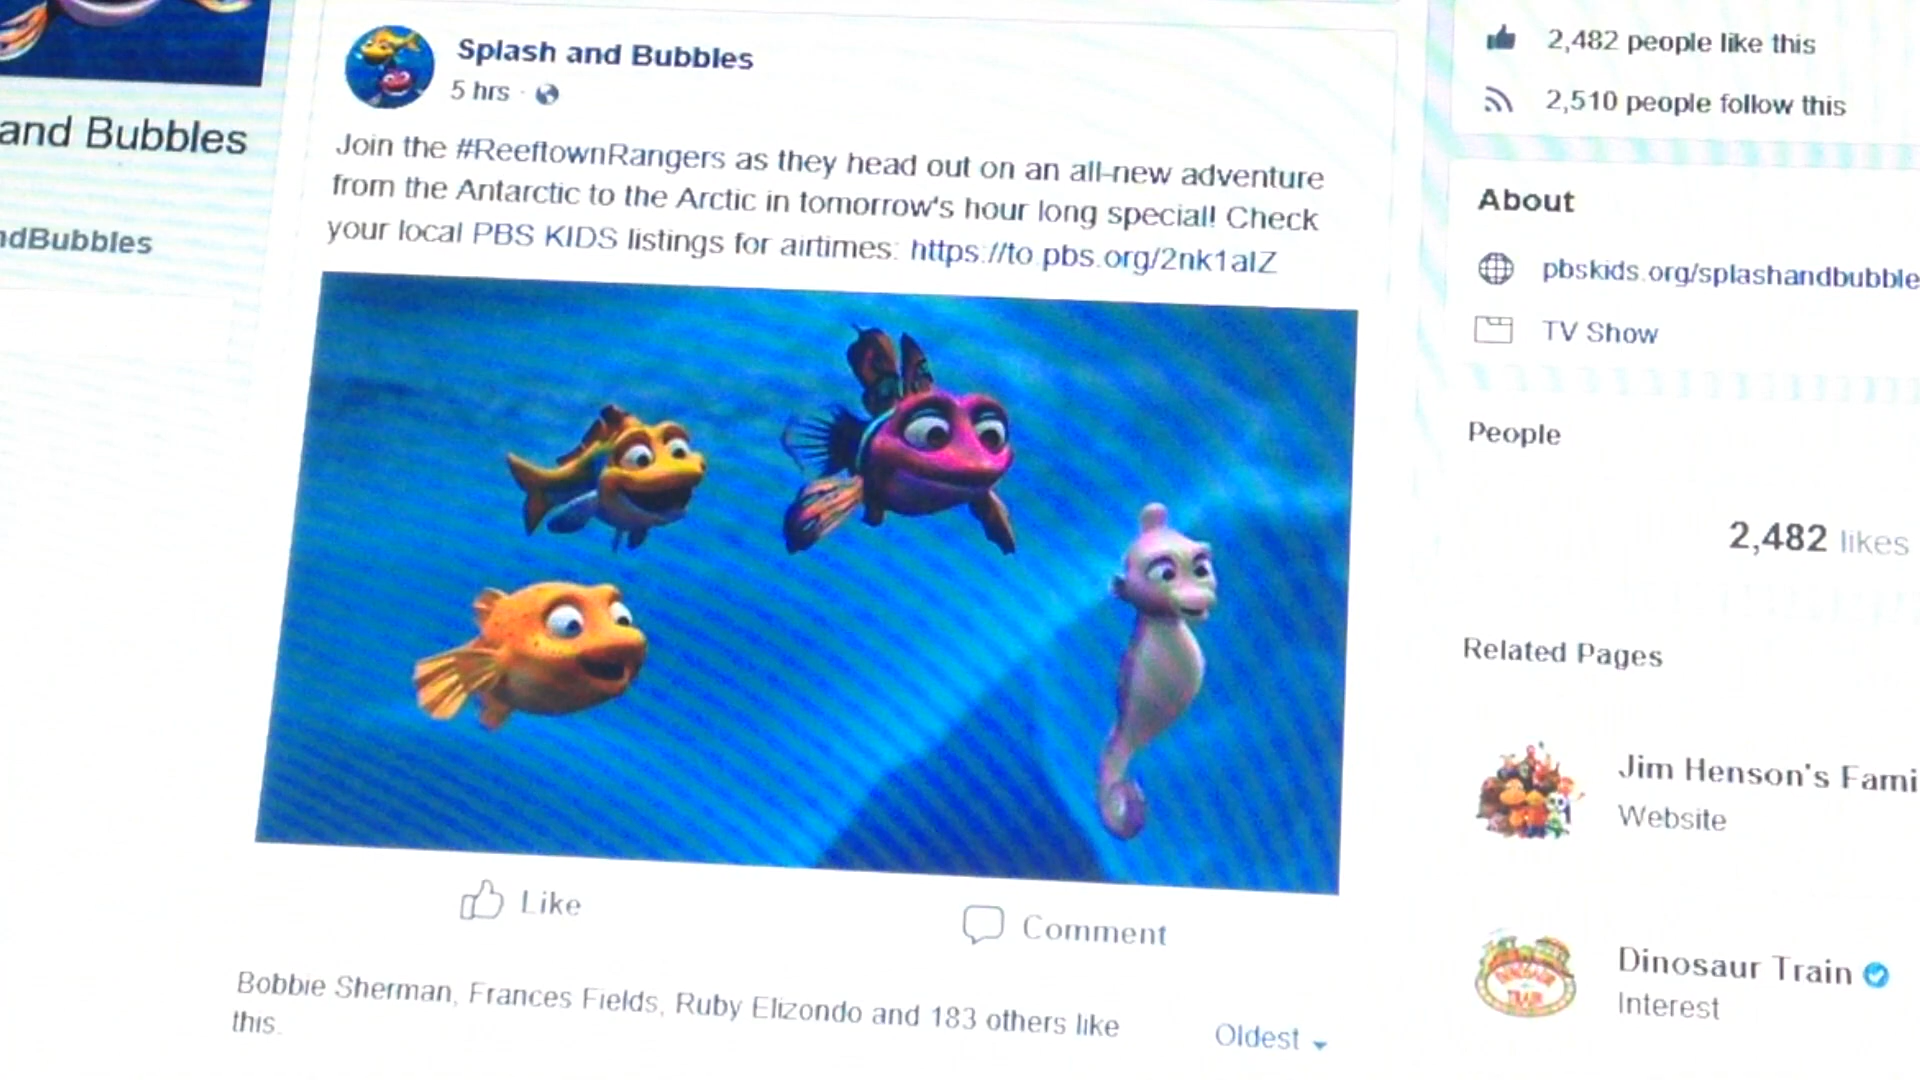 and Bubbles
ndBubbles
Splash and Bubbles
5 hrs
Join the #ReeftownRangers as they head out on an all-new adventure
from the Antarctic to the Arctic in tomorrow's hour long special! Check
your local PBS KIDS listings for airtimes: https://to.pbs.org/2nk1alZ
Like
Comment
Bobbie Sherman, Frances Fields, Ruby Elizondo and 183 others like
this.
Oldest
2,482 people like this
2,510 people follow this
About
pbskids.org/splashandbubble
TV Show
People
2,482 likes
Related Pages
Jim Henson's Fami
Website
DINOSAUR
TRAIN
Dinosaur Train
Interest